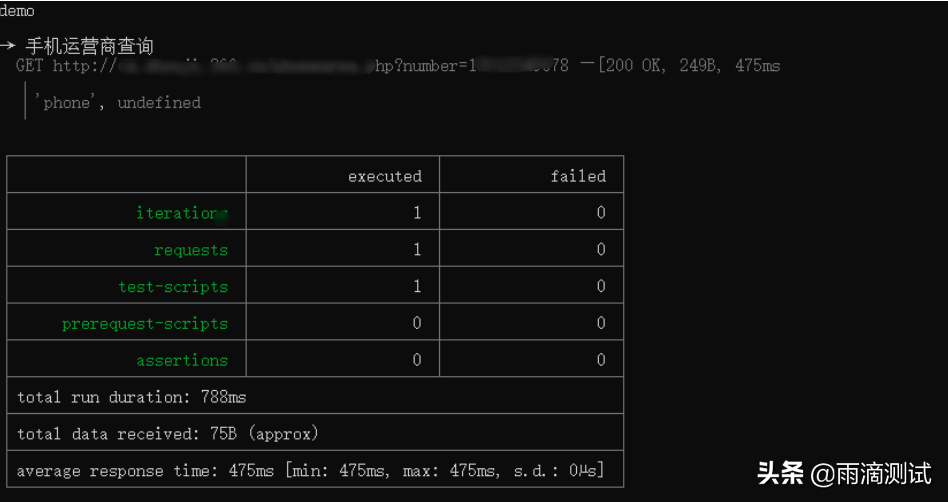 demo
→ 手机运营商查询
GET http:// hp?number=1 78 [200 OK, 249B, 475ms
'phone', undefined
executed failed
iterations 1 0
requests 1 0
test-scripts 1 0
prerequest-scripts 0 0
assertions 0 0
total run duration: 788ms
total data received: 75B (approx)
average response time: 475ms [min: 475ms, max: 475ms, s.d.: 0µs]
头条 @雨滴测试